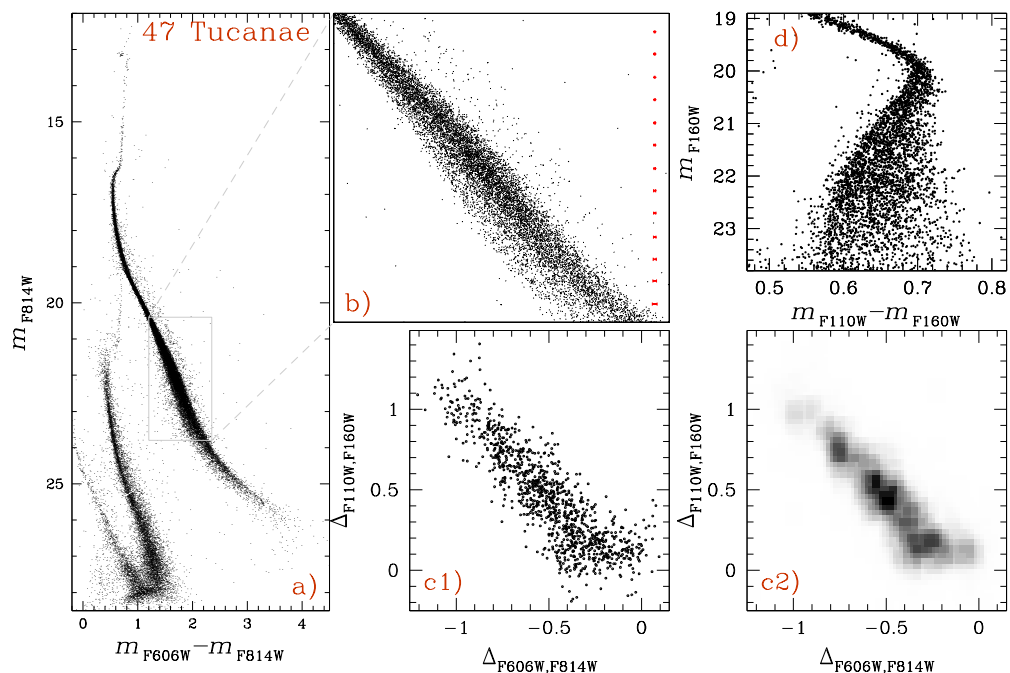 47 Tucanae
15
20
25
m F814W
0 1 2 3 4
m F606W−m F814W
a)
b)
d)
19
20
21
22
23
m F160W
0.5 0.6 0.7 0.8
m F110W−m F160W
c1)
1
0.5
0
Δ F110W,F160W
−1 −0.5 0
Δ F606W,F814W
c2)
1
0.5
0
Δ F110W,F160W
−1 −0.5 0
Δ F606W,F814W